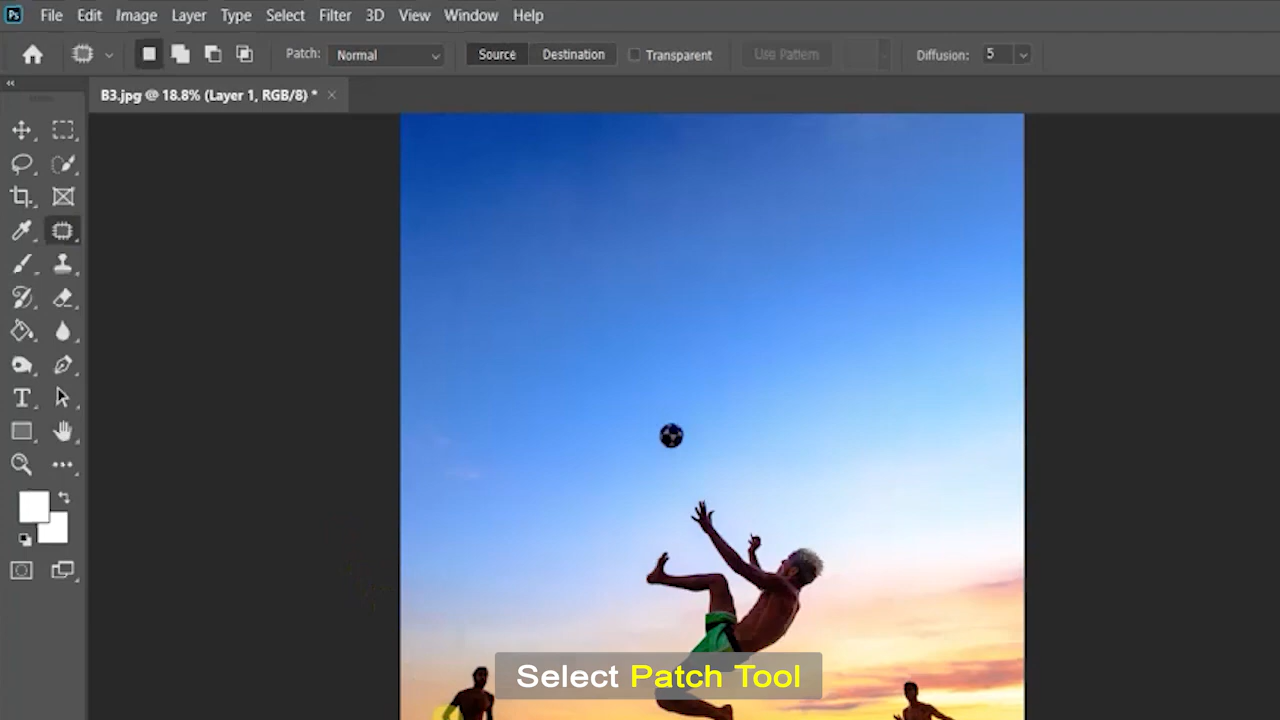 Ps File Edit Image Layer Type Select Filter 3D View Window Help
Patch: Normal Source Destination Transparent Use Pattern Diffusion: 5
B3.jpg @ 18.8% (Layer 1, RGB/8) * ×
T
Select Patch Tool